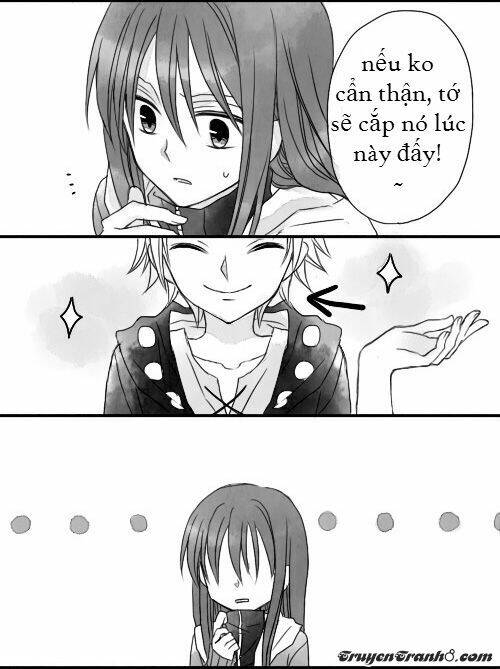 nếu ko
cẩn thận, tớ
sẽ cắp nó lúc
này đấy!
~
TruyenTranh8.com